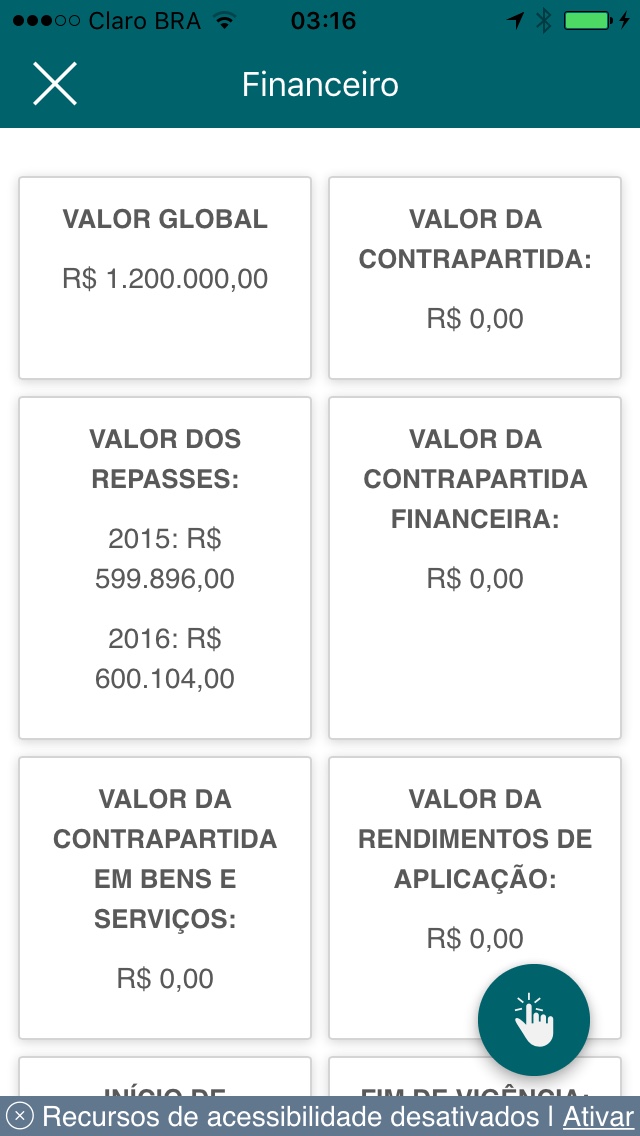 Claro BRA 03:16
Financeiro
VALOR GLOBAL
R$ 1.200.000,00
VALOR DA
CONTRAPARTIDA:
R$ 0,00
VALOR DOS
REPASSES:
2015: R$
599.896,00
2016: R$
600.104,00
VALOR DA
CONTRAPARTIDA
FINANCEIRA:
R$ 0,00
VALOR DA
CONTRAPARTIDA
EM BENS E
SERVIÇOS:
R$ 0,00
VALOR DA
RENDIMENTOS DE
APLICAÇÃO:
R$ 0,00
INÍCIO DE
FIM DE VIGÊNCIA:
Recursos de acessibilidade desativados | Ativar